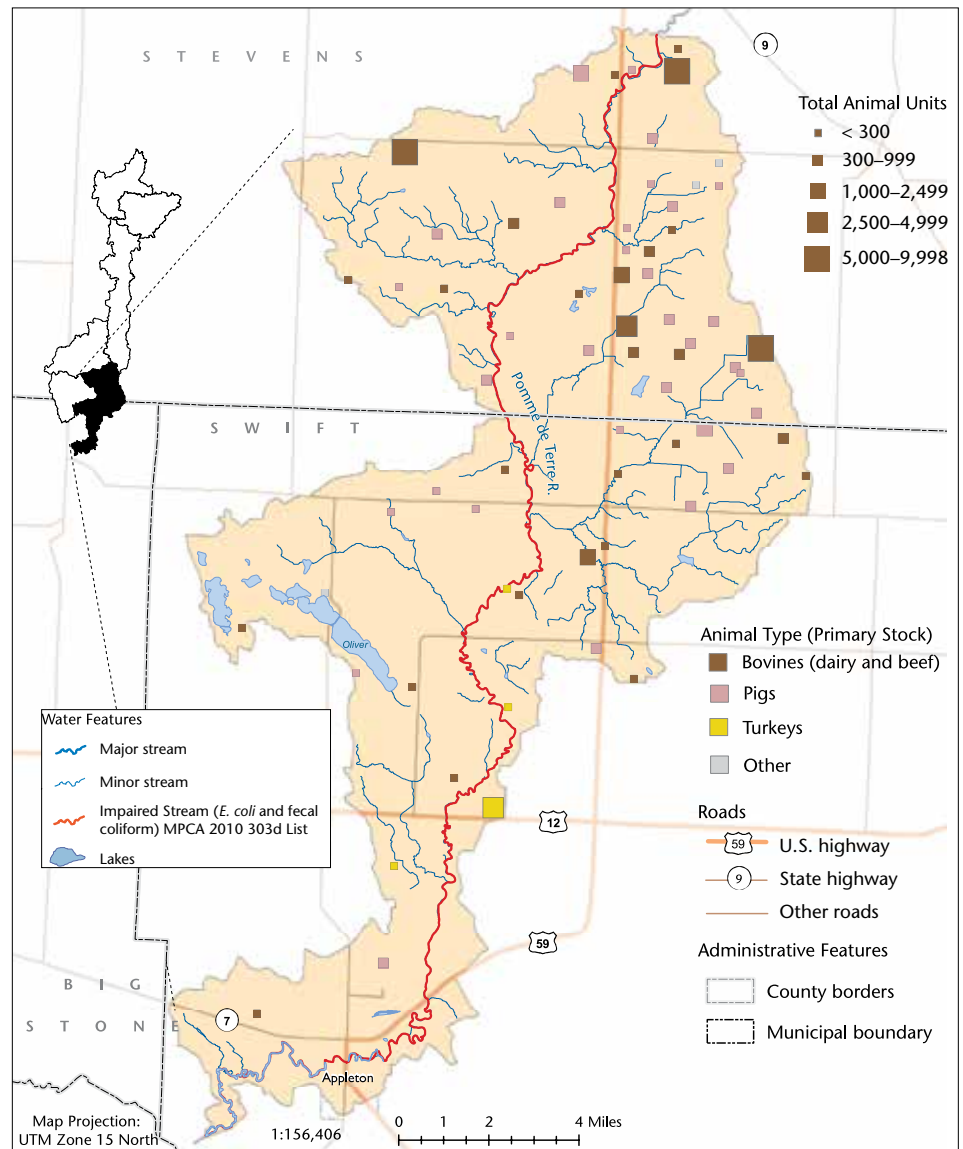 STEVENS
9
Total Animal Units
< 300
300–999
1,000–2,499
2,500–4,999
5,000–9,998
Pomme de Terre R.
SWIFT
Oliver
Animal Type (Primary Stock)
Bovines (dairy and beef)
Pigs
Turkeys
Other
Water Features
Major stream
Minor stream
Impaired Stream (E. coli and fecal
coliform) MPCA 2010 303d List
Lakes
12
Roads
59 U.S. highway
9 State highway
Other roads
59
Administrative Features
County borders
Municipal boundary
BIG
STONE
7
Appleton
Map Projection:
UTM Zone 15 North
1:156,406
0 1 2 4 Miles